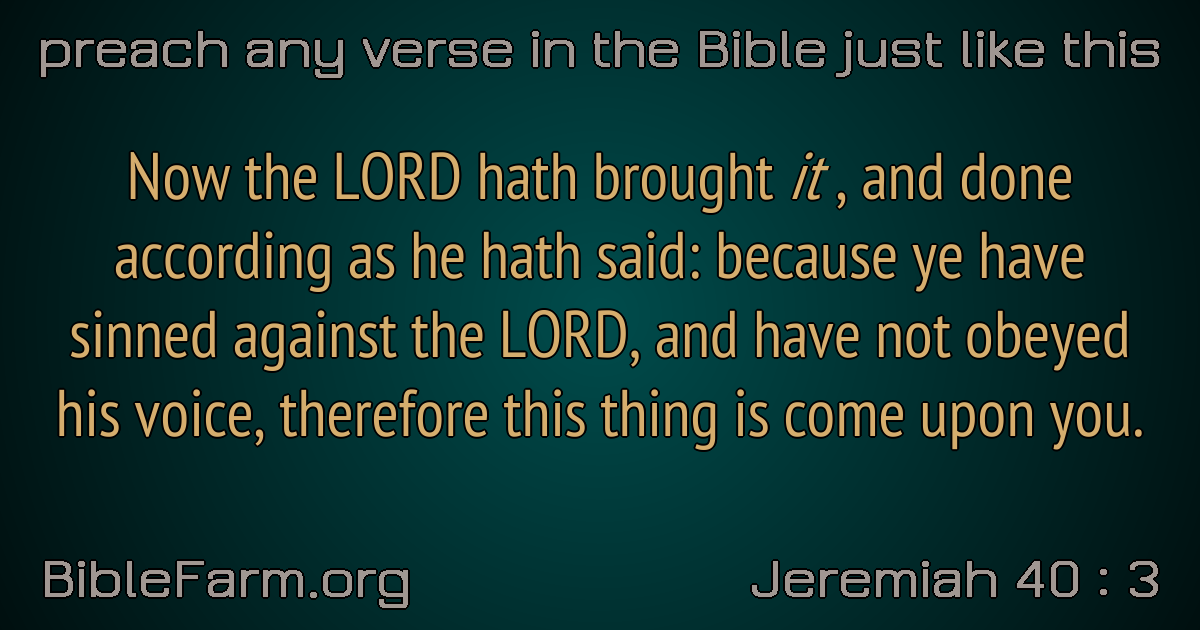 preach any verse in the Bible just like this
Now the LORD hath brought it , and done
according as he hath said: because ye have
sinned against the LORD, and have not obeyed
his voice, therefore this thing is come upon you.
BibleFarm.org
Jeremiah 40 : 3